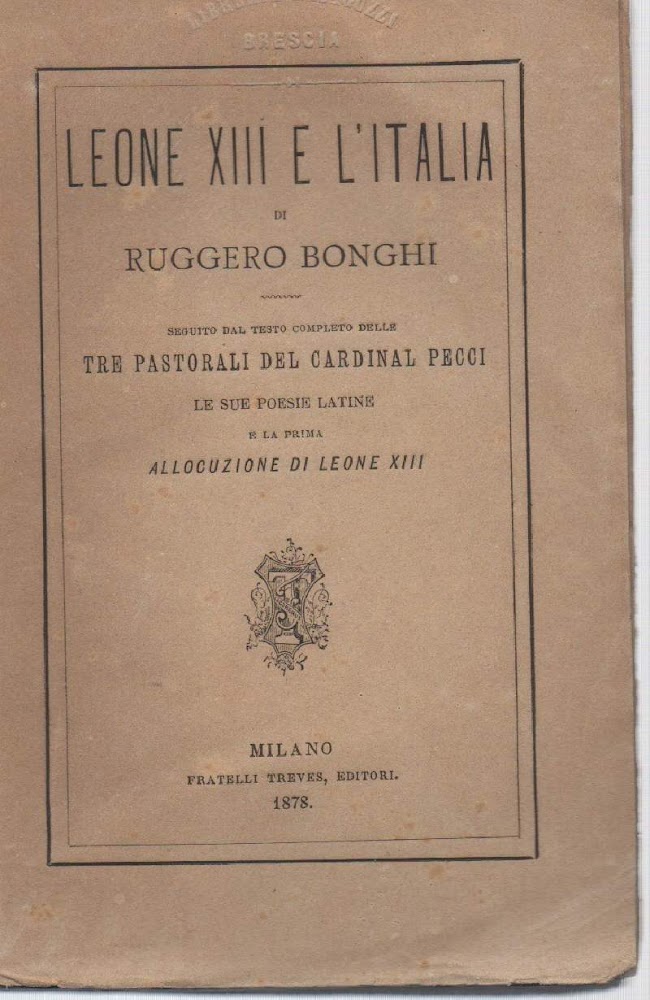 BRESCIA
LEONE XIII E L'ITALIA
DI
RUGGERO BONGHI
SEGUITO DAL TESTO COMPLETO DELLE
TRE PASTORALI DEL CARDINAL PECCI
LE SUE POESIE LATINE
E LA PRIMA
ALLOCUZIONE DI LEONE XIII
MILANO
FRATELLI TREVES, EDITORI.
1878.